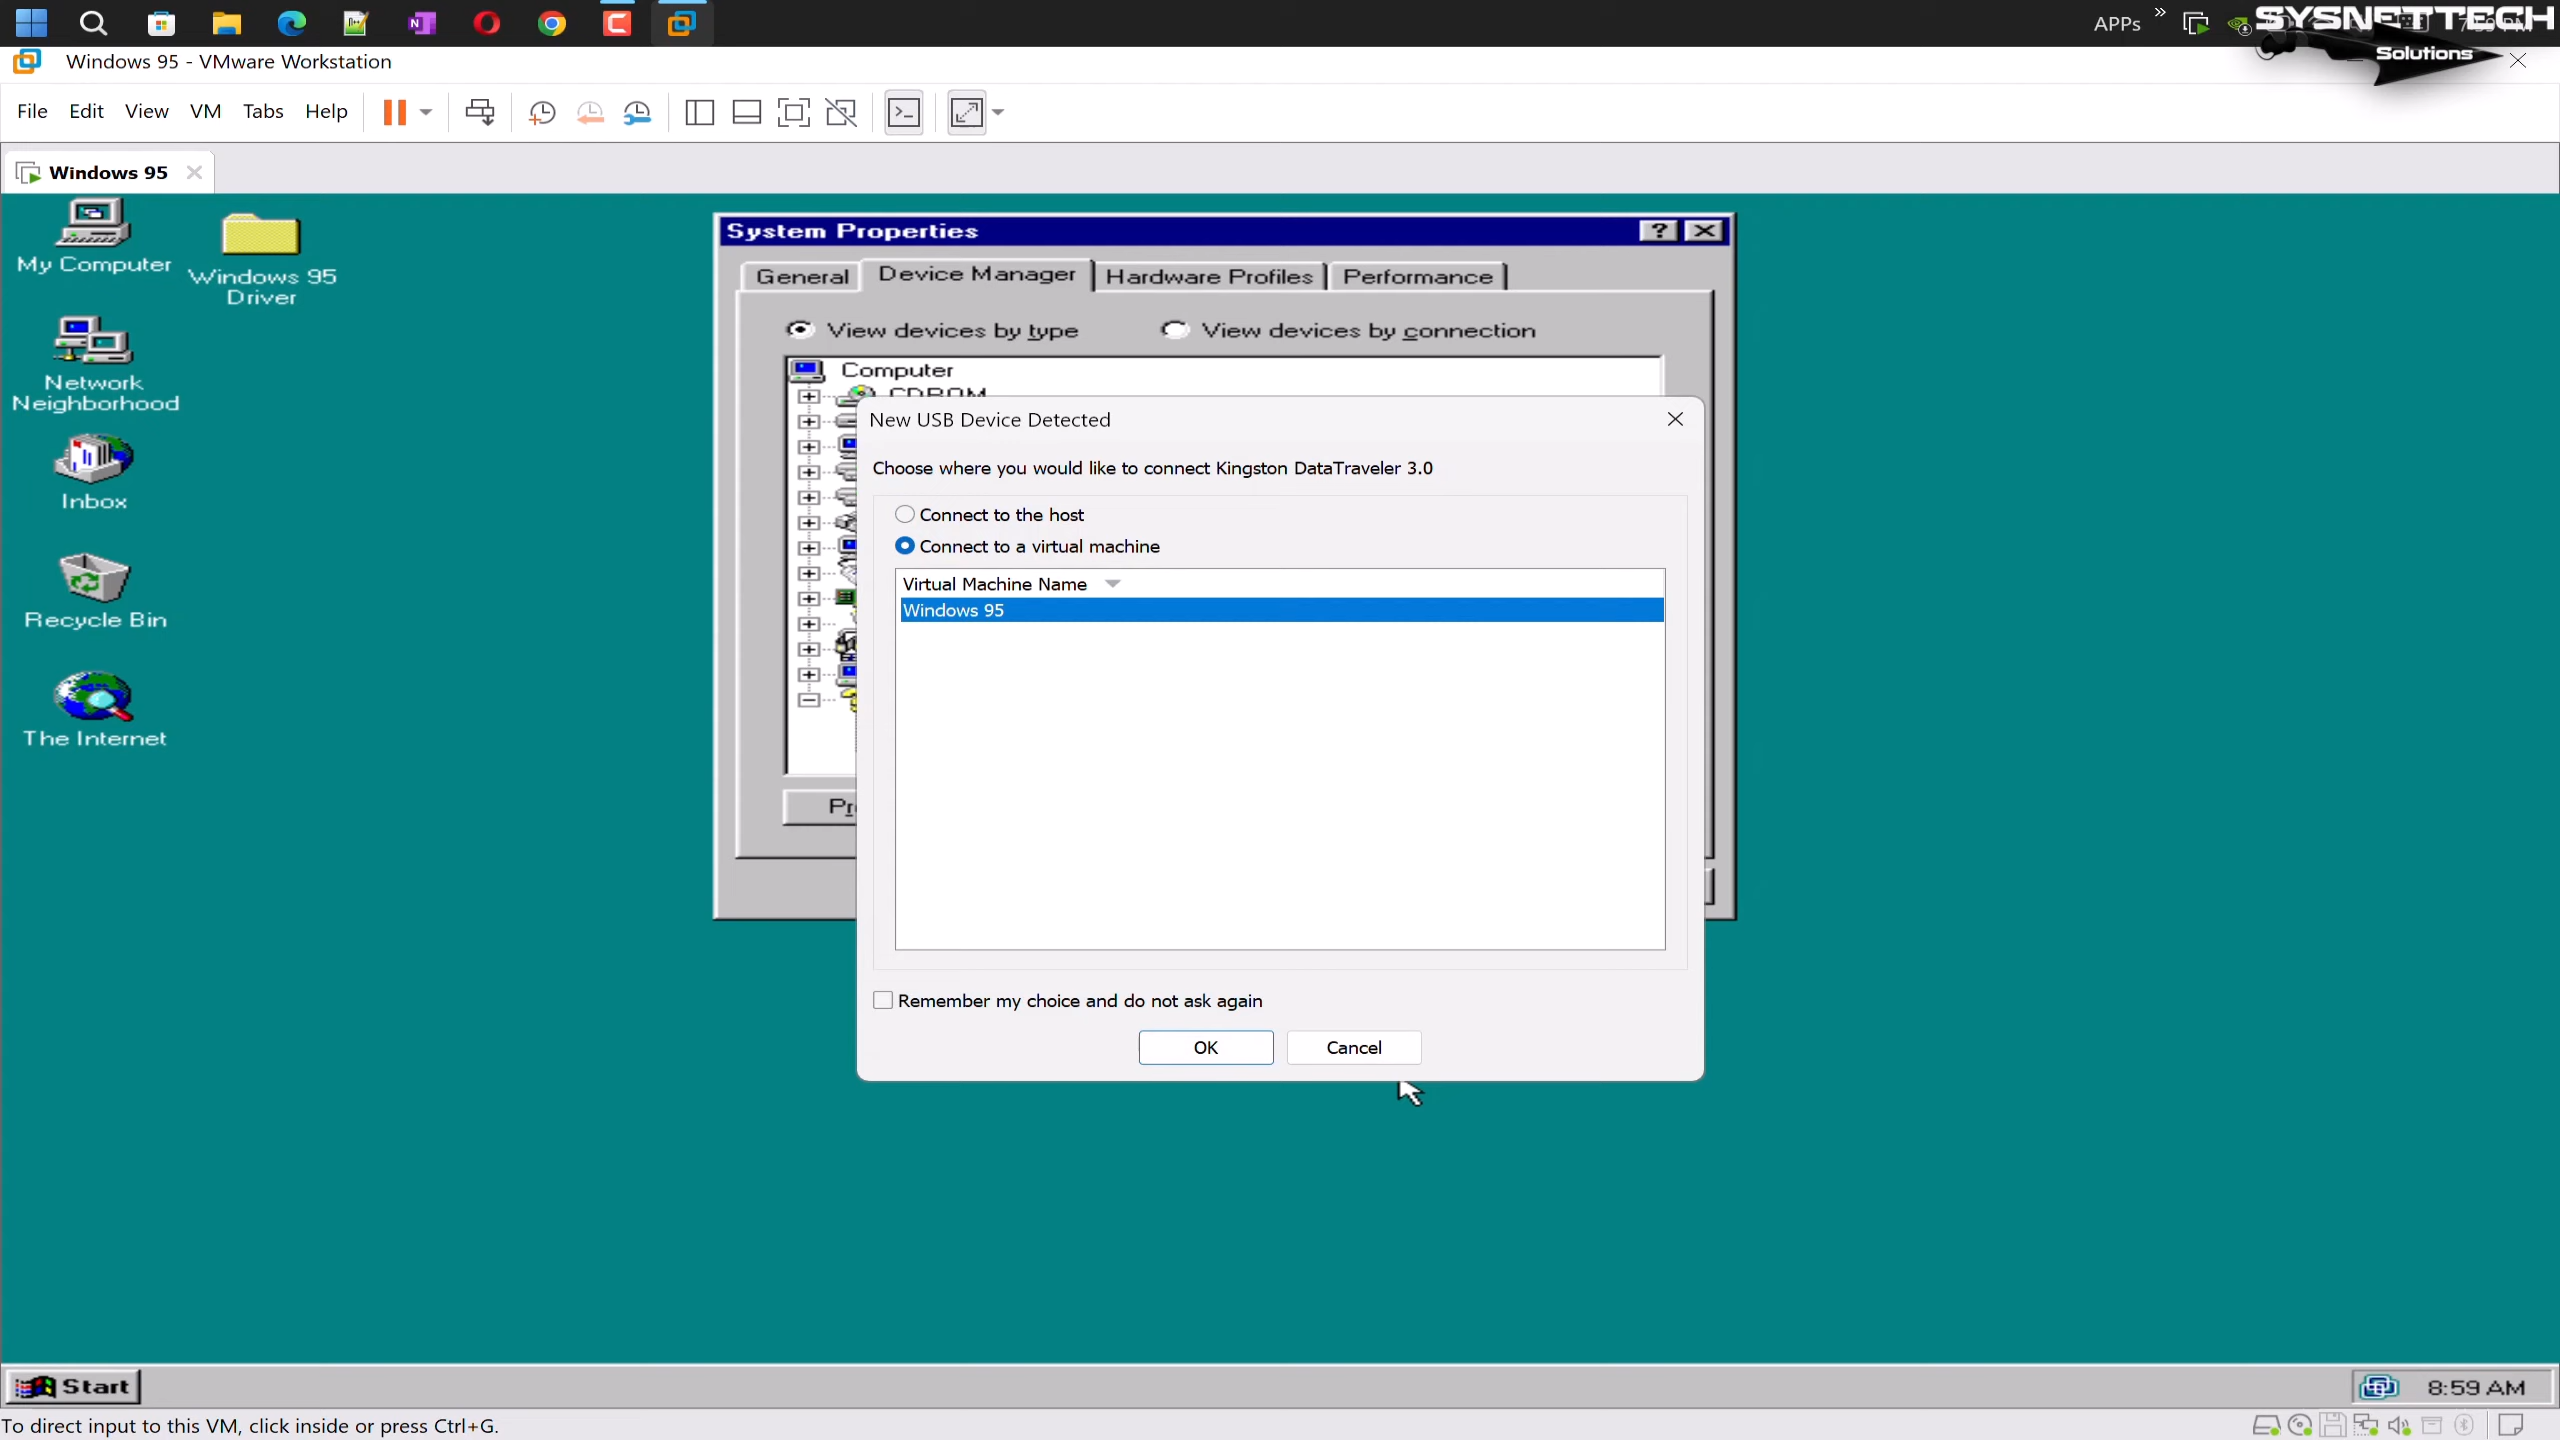 APPs
SYSNETTECH
Solutions
Windows 95 - VMware Workstation
File Edit View VM Tabs Help
Windows 95
My Computer
Windows 95
Driver
Network
Neighborhood
Inbox
Recycle Bin
The Internet
System Properties
General Device Manager Hardware Profiles Performance
View devices by type View devices by connection
Computer
CDROM
New USB Device Detected
Choose where you would like to connect Kingston DataTraveler 3.0
Connect to the host
Connect to a virtual machine
Virtual Machine Name
Windows 95
Pr
Remember my choice and do not ask again
OK Cancel
Start
8:59 AM
To direct input to this VM, click inside or press Ctrl+G.